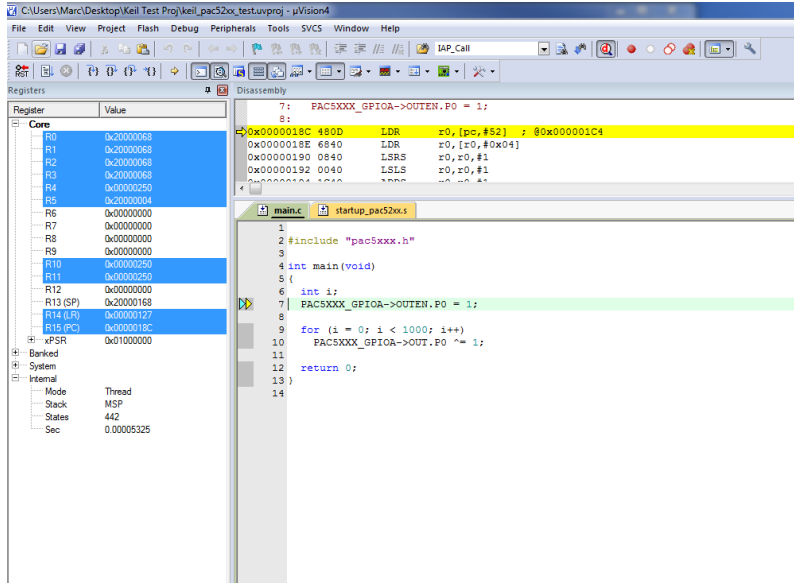 C:\Users\Marc\Desktop\Keil Test Proj\keil_pac52xx_test.uvproj - µVision4
File Edit View Project Flash Debug Peripherals Tools SVCS Window Help
IAP_Call
RST
Registers
Register Value
Core
R0 0x20000068
R1 0x20000068
R2 0x20000068
R3 0x20000068
R4 0x00000250
R5 0x20000004
R6 0x00000000
R7 0x00000000
R8 0x00000000
R9 0x00000000
R10 0x00000250
R11 0x00000250
R12 0x00000000
R13 (SP) 0x20000168
R14 (LR) 0x00000127
R15 (PC) 0x0000018C
xPSR 0x01000000
Banked
System
Internal
Mode Thread
Stack MSP
States 442
Sec 0.00005325
Disassembly
7: PAC5XXX_GPIOA->OUTEN.P0 = 1;
8:
0x0000018C 480D LDR r0,[pc,#52] ; @0x000001C4
0x0000018E 6840 LDR r0,[r0,#0x04]
0x00000190 0840 LSRS r0,r0,#1
0x00000192 0040 LSLS r0,r0,#1
main.c startup_pac52xx.s
1
2 #include "pac5xxx.h"
3
4 int main(void)
5 {
6 int i;
7 PAC5XXX_GPIOA->OUTEN.P0 = 1;
8
9 for (i = 0; i < 1000; i++)
10 PAC5XXX_GPIOA->OUT.P0 ^= 1;
11
12 return 0;
13 }
14